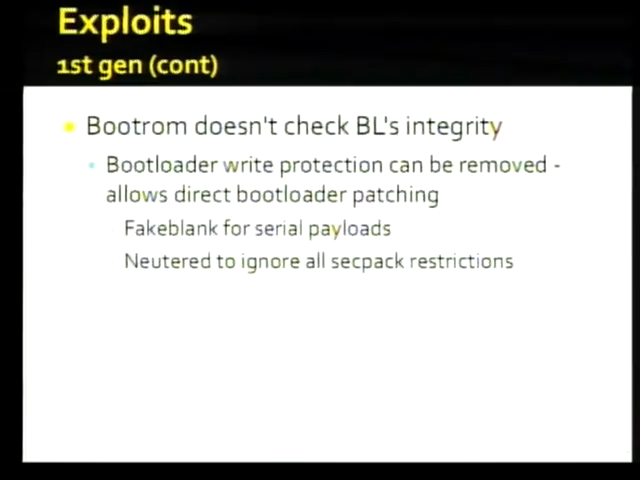 Exploits
1st gen (cont)
Bootrom doesn't check BL's integrity
Bootloader write protection can be removed -
allows direct bootloader patching
Fakeblank for serial payloads
Neutered to ignore all secpack restrictions